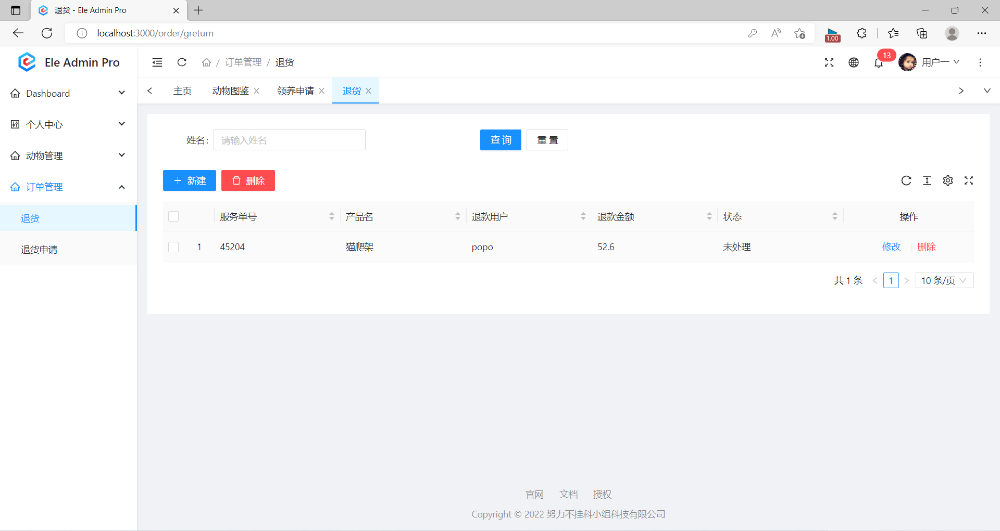 退货 - Ele Admin Pro
localhost:3000/order/greturn
1.00
Ele Admin Pro
/ 订单管理 / 退货
13
用户一
Dashboard
个人中心
动物管理
订单管理
退货
退货申请
主页 动物图鉴 领养申请 退货
姓名: 请输入姓名 查 询 重 置
新建 删除
服务单号 产品名 退款用户 退款金额 状态 操作
1 45204 猫爬架 popo 52.6 未处理 修改 删除
共 1 条 < 1 > 10 条/页
官网 文档 授权
Copyright © 2022 努力不挂科小组科技有限公司